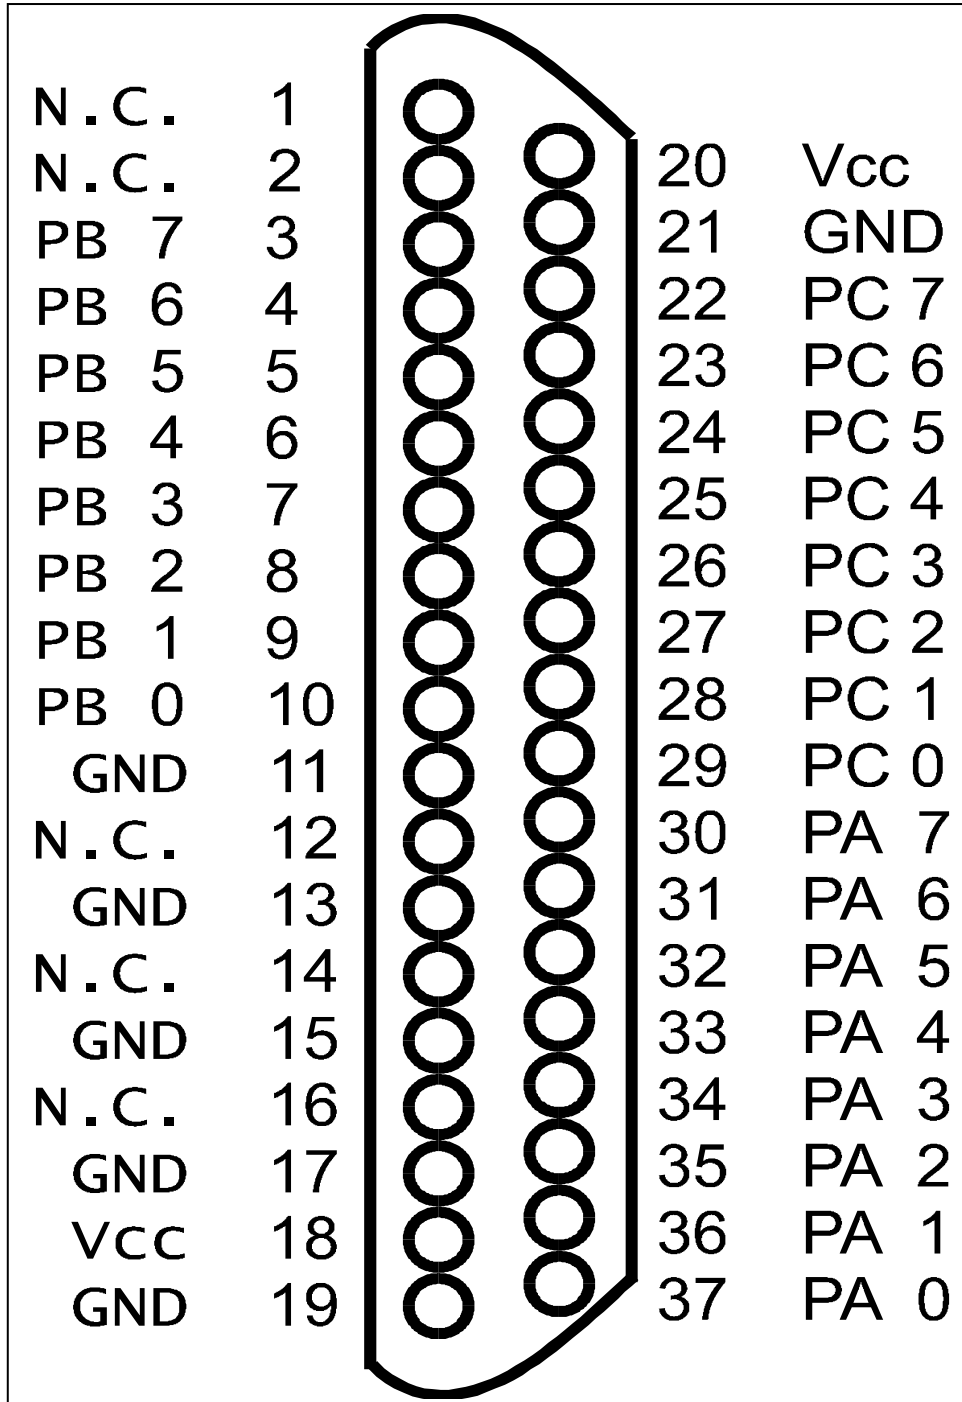 N.C. 1
N.C. 2
PB 7 3
PB 6 4
PB 5 5
PB 4 6
PB 3 7
PB 2 8
PB 1 9
PB 0 10
GND 11
N.C. 12
GND 13
N.C. 14
GND 15
N.C. 16
GND 17
Vcc 18
GND 19
20 Vcc
21 GND
22 PC 7
23 PC 6
24 PC 5
25 PC 4
26 PC 3
27 PC 2
28 PC 1
29 PC 0
30 PA 7
31 PA 6
32 PA 5
33 PA 4
34 PA 3
35 PA 2
36 PA 1
37 PA 0